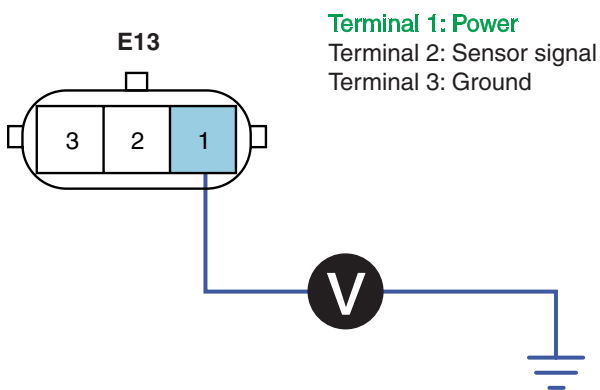 Terminal 1: Power
Terminal 2: Sensor signal
Terminal 3: Ground
E13
3 2 1
V